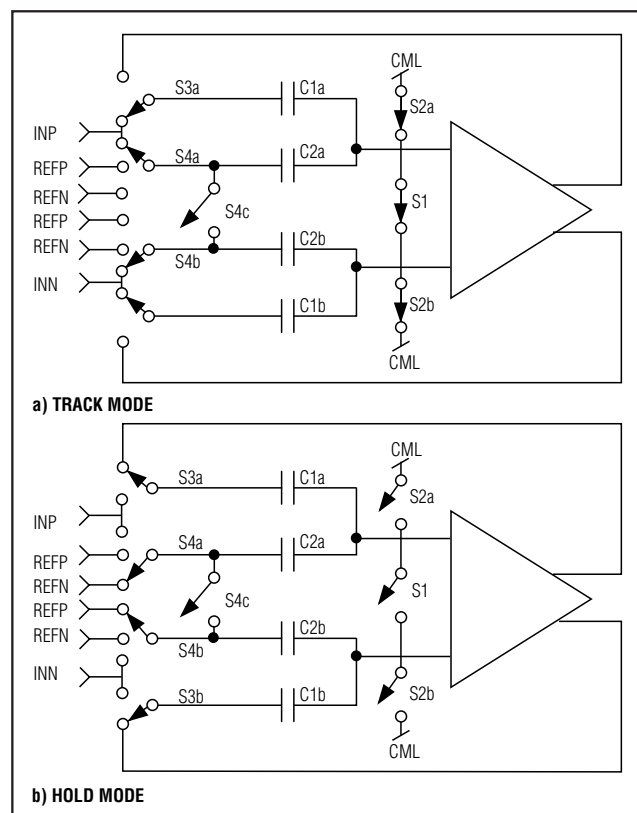 CML
S3a
C1a
S2a
INP
S4a
C2a
REFP
REFN
S4c
S1
REFP
REFN
C2b
S4b
INN
S2b
C1b
CML
a) TRACK MODE
CML
S3a
C1a
S2a
INP
S4a
C2a
REFP
REFN
S4c
S1
REFP
C2b
REFN
S4b
INN
S3b
C1b
S2b
CML
b) HOLD MODE